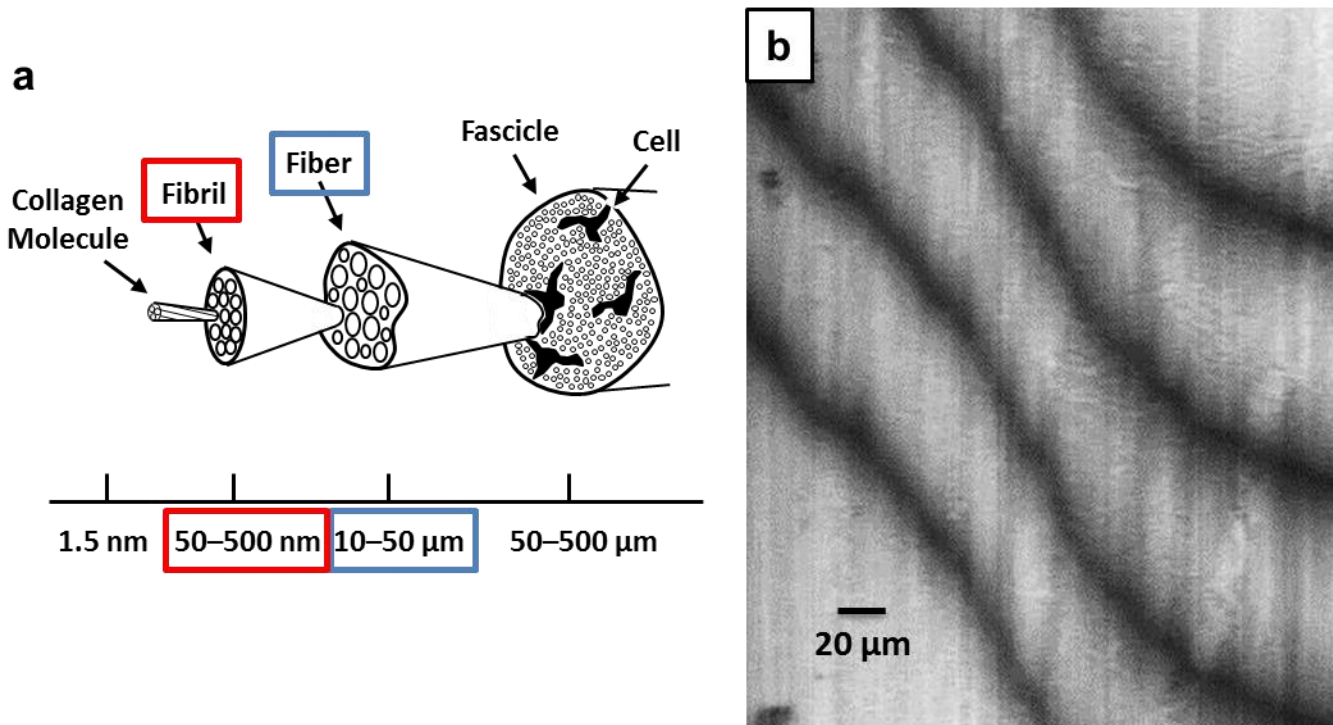 a
Fascicle
Cell
Fiber
Fibril
Collagen
Molecule
1.5 nm
50–500 nm
10–50 µm
50–500 µm
b
20 µm